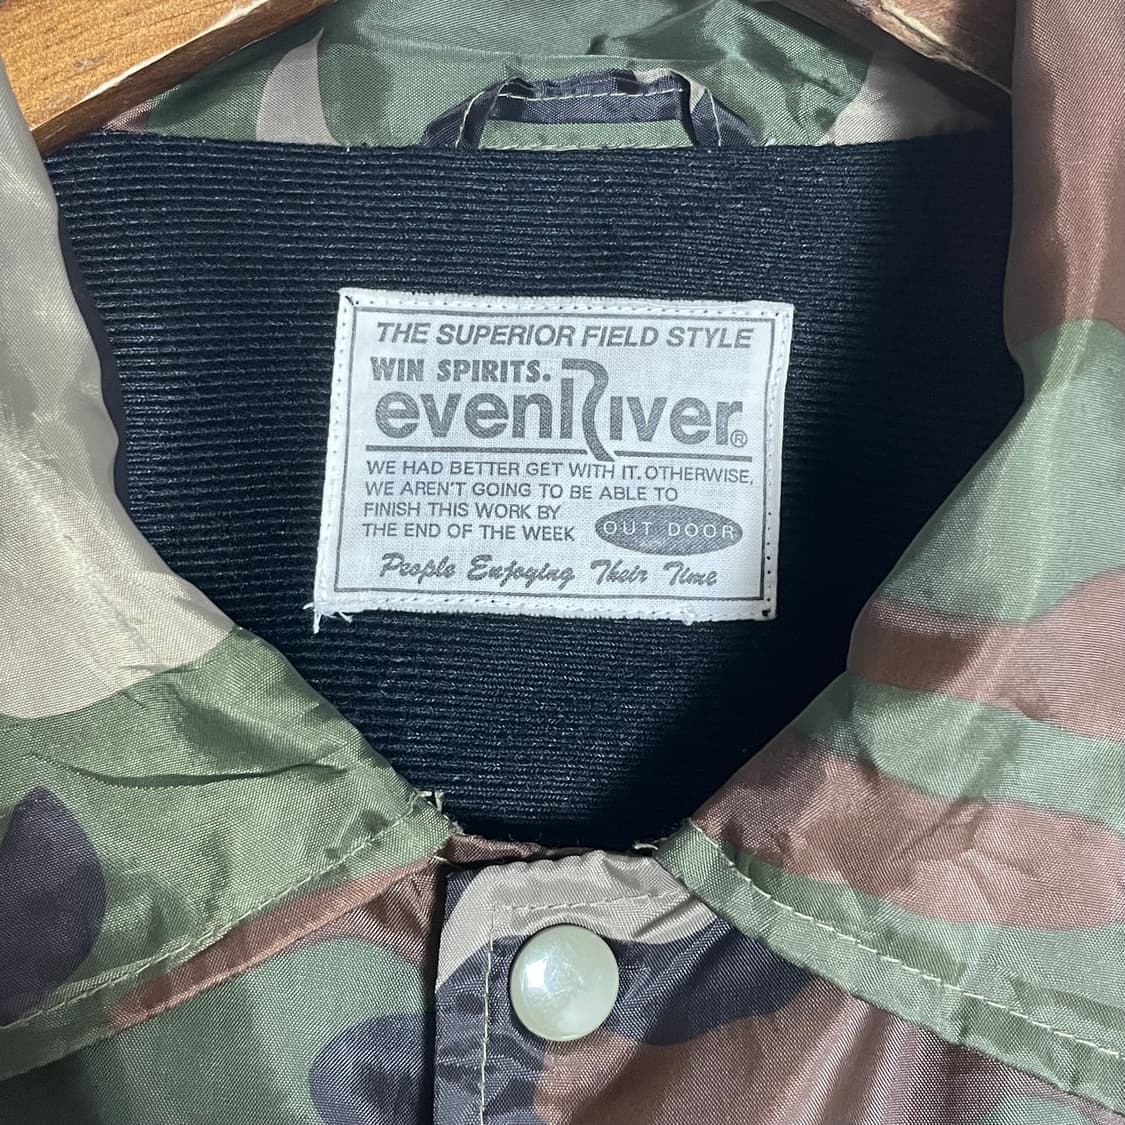 THE SUPERIOR FIELD STYLE
WIN SPIRITS.
evenRiver®
WE HAD BETTER GET WITH IT. OTHERWISE,
WE AREN'T GOING TO BE ABLE TO
FINISH THIS WORK BY
THE END OF THE WEEK
OUT DOOR
People Enjoying Their Time